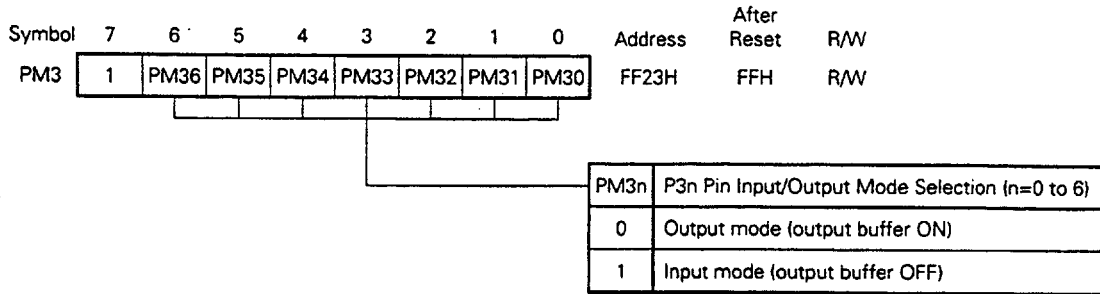 Symbol 7 6 5 4 3 2 1 0 Address After Reset R/W
PM3 1 PM36 PM35 PM34 PM33 PM32 PM31 PM30 FF23H FFH R/W
PM3n P3n Pin Input/Output Mode Selection (n=0 to 6)
0 Output mode (output buffer ON)
1 Input mode (output buffer OFF)